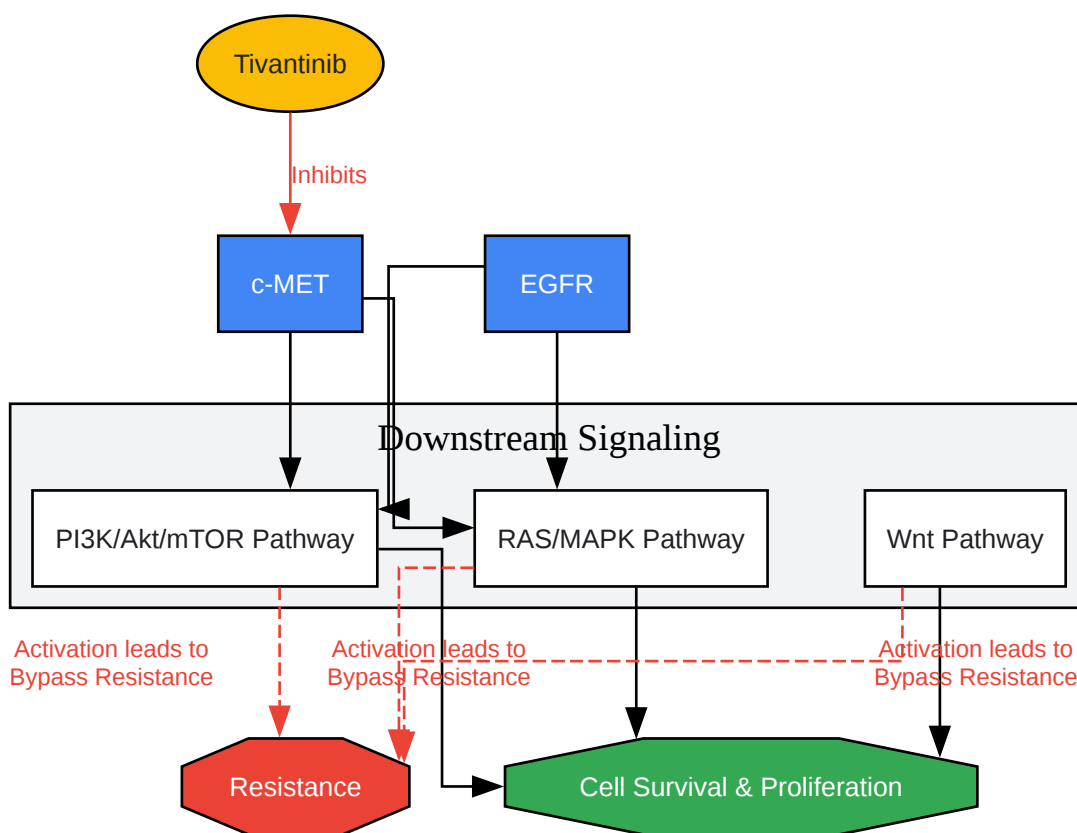 Tivantinib
Inhibits
c-MET
EGFR
Downstream Signaling
PI3K/Akt/mTOR Pathway
RAS/MAPK Pathway
Wnt Pathway
Activation leads to
Bypass Resistance
Activation leads to
Bypass Resistance
Activation leads to
Bypass Resistance
Resistance
Cell Survival & Proliferation